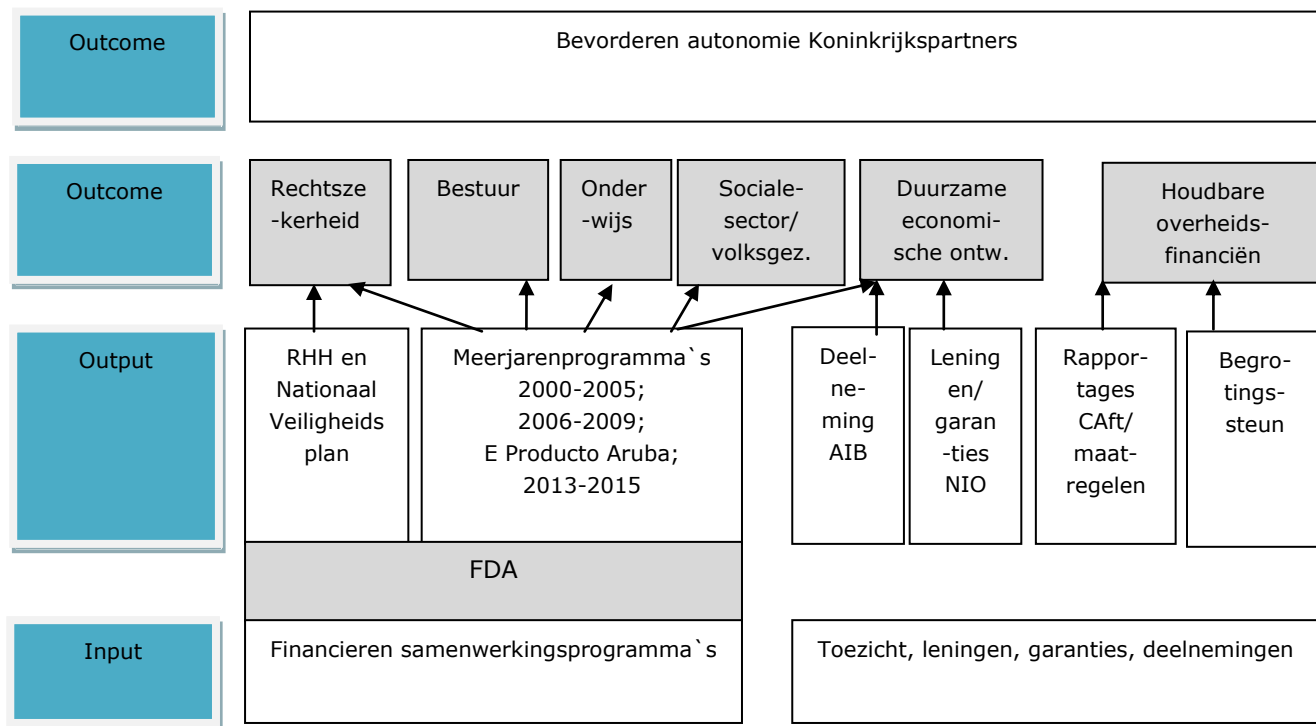 Outcome
Bevorderen autonomie Koninkrijkspartners
Outcome
Rechtsze
-kerheid
Bestuur
Onder
-wijs
Sociale-
sector/
volksgez.
Duurzame
economi-
sche ontw.
Houdbare
overheids-
financiën
Output
RHH en
Nationaal
Veiligheids
plan
Meerjarenprogramma`s
2000-2005;
2006-2009;
E Producto Aruba;
2013-2015
Deel-
ne-
ming
AIB
Lening
en/
garan
-ties
NIO
Rappor-
tages
CAft/
maat-
regelen
Begro-
tings-
steun
FDA
Input
Financieren samenwerkingsprogramma`s
Toezicht, leningen, garanties, deelnemingen